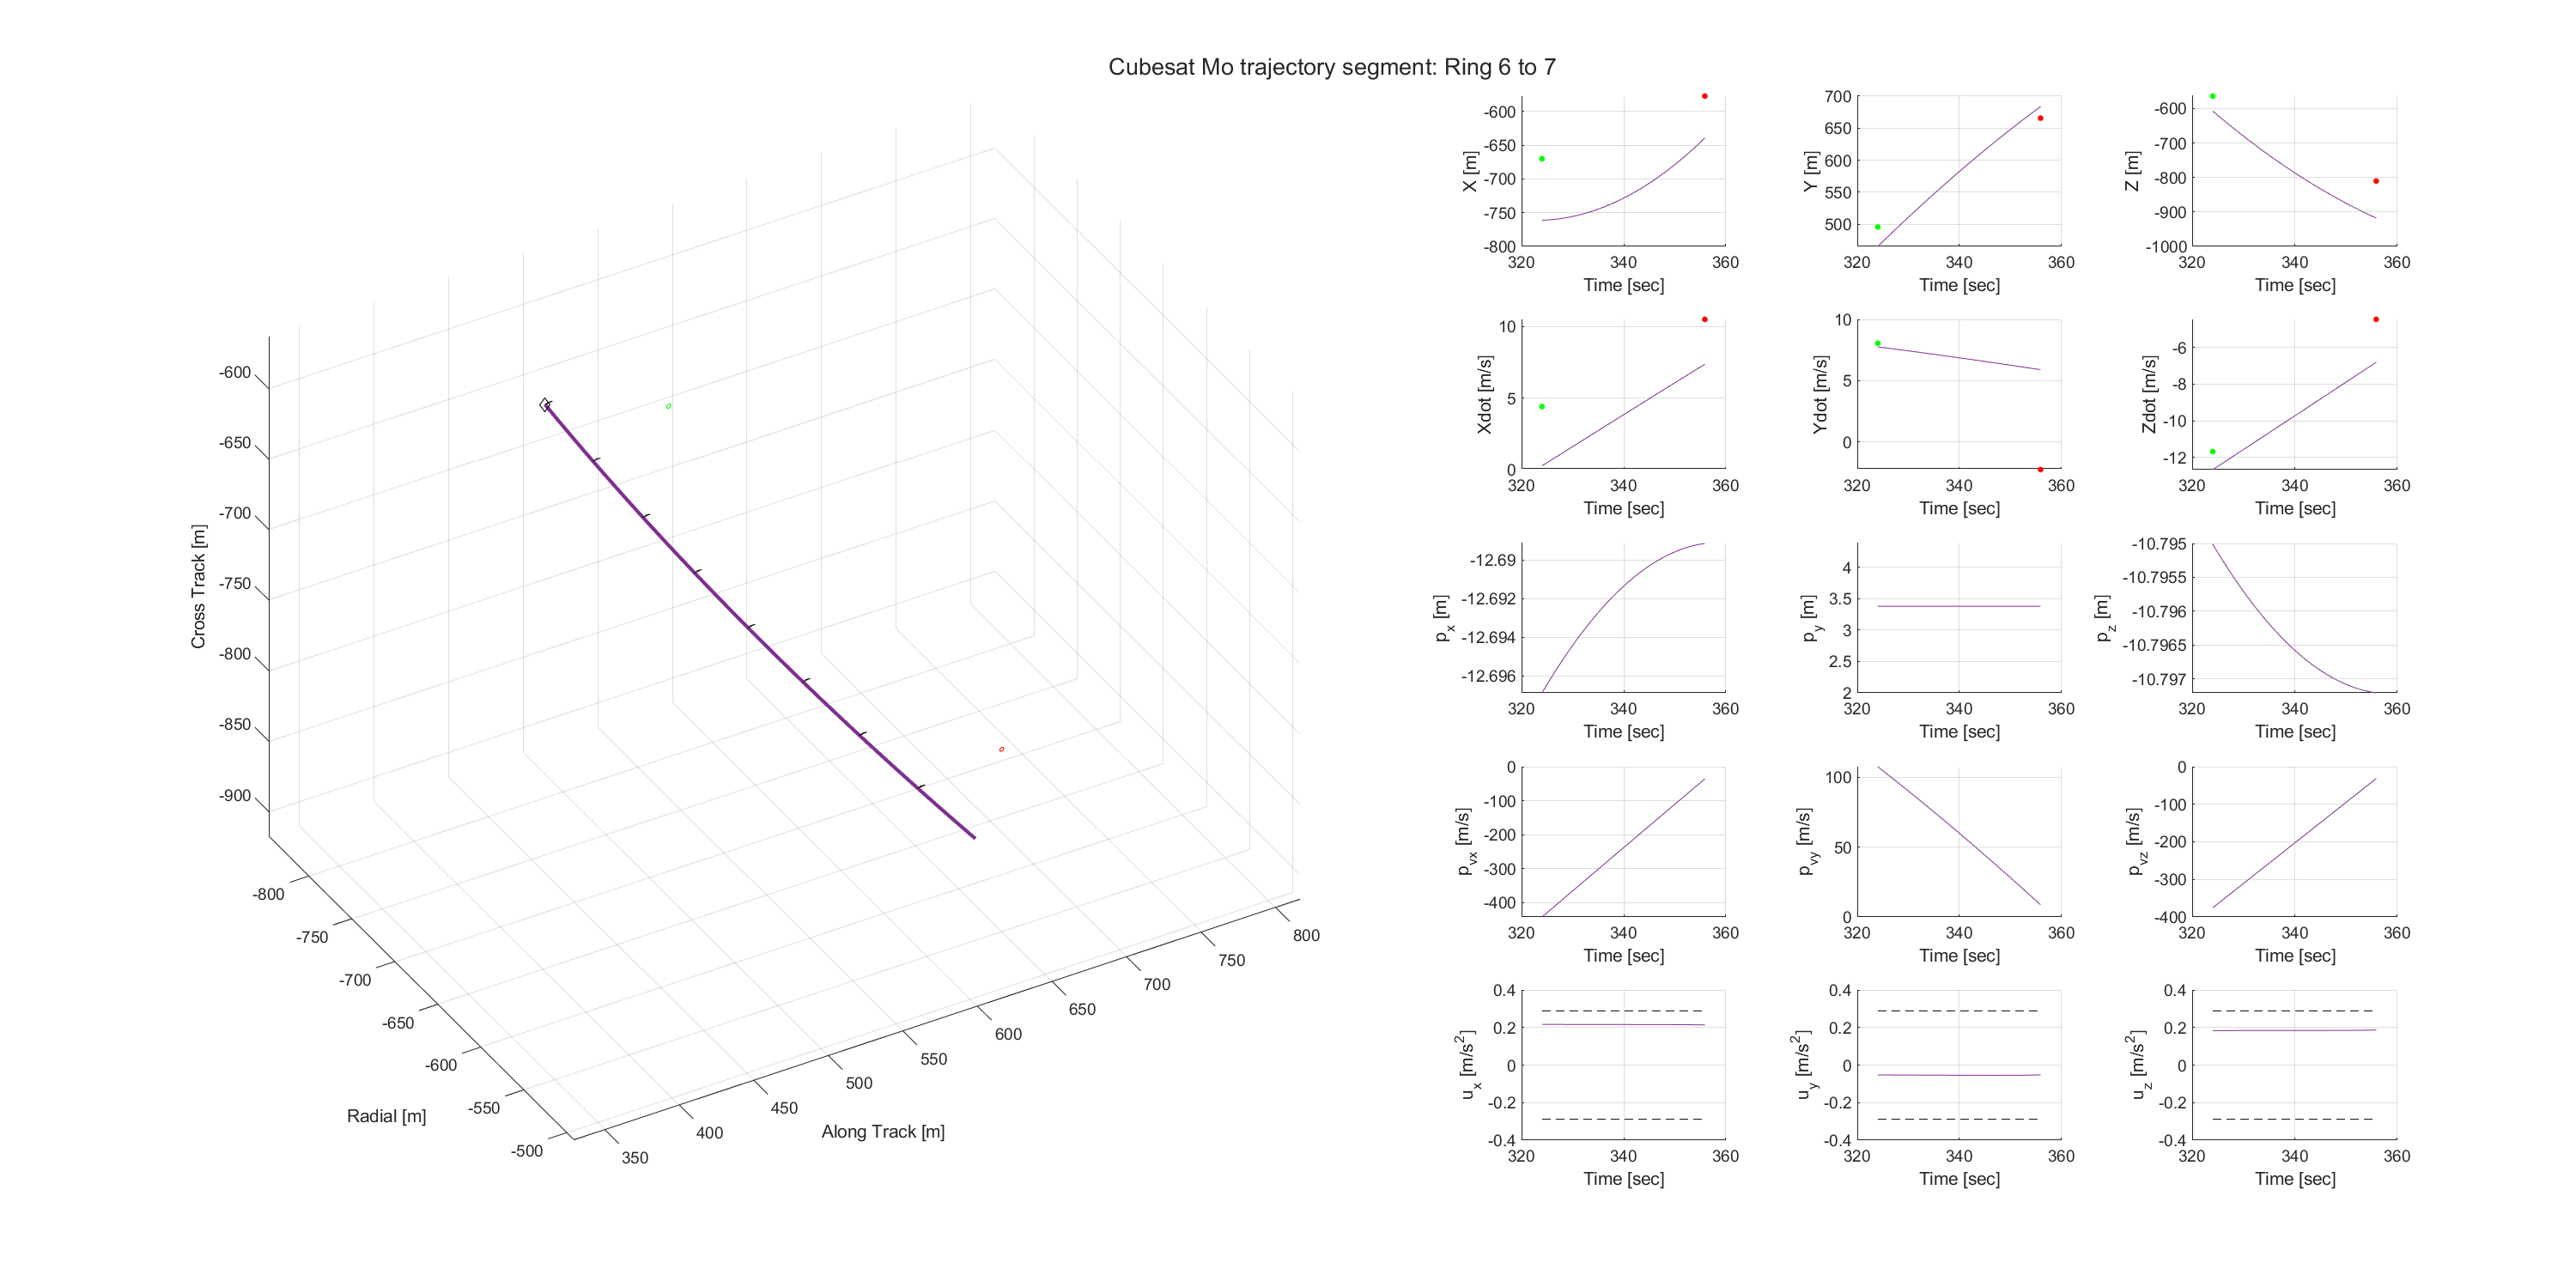 Cubesat Mo trajectory segment: Ring 6 to 7
-600
-650
-700
-750
-800
-850
-900
Cross Track [m]
-800
-750
-700
-650
-600
-550
-500
Radial [m]
350
400
450
500
550
600
650
700
750
800
Along Track [m]
-600
-650
-700
-750
-800
X [m]
320 340 360
Time [sec]
700
650
600
550
500
Y [m]
320 340 360
Time [sec]
-600
-700
-800
-900
-1000
Z [m]
320 340 360
Time [sec]
10
5
0
Xdot [m/s]
320 340 360
Time [sec]
10
5
0
Ydot [m/s]
320 340 360
Time [sec]
-6
-8
-10
-12
Zdot [m/s]
320 340 360
Time [sec]
-12.69
-12.692
-12.694
-12.696
p_x [m]
320 340 360
Time [sec]
4
3.5
3
2.5
2
p_y [m]
320 340 360
Time [sec]
-10.795
-10.7955
-10.796
-10.7965
-10.797
p_z [m]
320 340 360
Time [sec]
0
-100
-200
-300
-400
p_vx [m/s]
320 340 360
Time [sec]
100
50
0
p_vy [m/s]
320 340 360
Time [sec]
0
-100
-200
-300
-400
p_vz [m/s]
320 340 360
Time [sec]
0.4
0.2
0
-0.2
-0.4
u_x [m/s^2]
320 340 360
Time [sec]
0.4
0.2
0
-0.2
-0.4
u_y [m/s^2]
320 340 360
Time [sec]
0.4
0.2
0
-0.2
-0.4
u_z [m/s^2]
320 340 360
Time [sec]